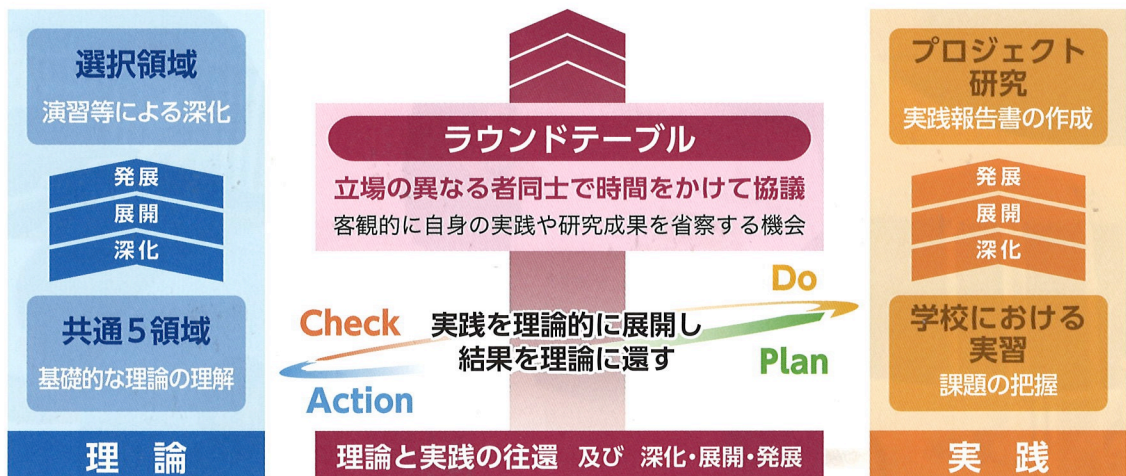 選択領域
演習等による深化
発展
展開
深化
共通5領域
基礎的な理論の理解
理 論
ラウンドテーブル
立場の異なる者同士で時間をかけて協議
客観的に自身の実践や研究成果を省察する機会
Do
Check
実践を理論的に展開し
結果を理論に還す
Plan
Action
理論と実践の往還 及び 深化・展開・発展
プロジェクト
研究
実践報告書の作成
発展
展開
深化
学校における
実習
課題の把握
実 践